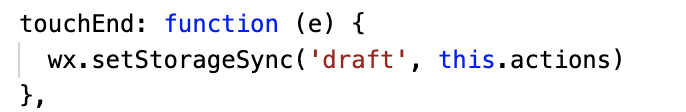 touchEnd: function (e) {
  wx.setStorageSync('draft', this.actions)
},